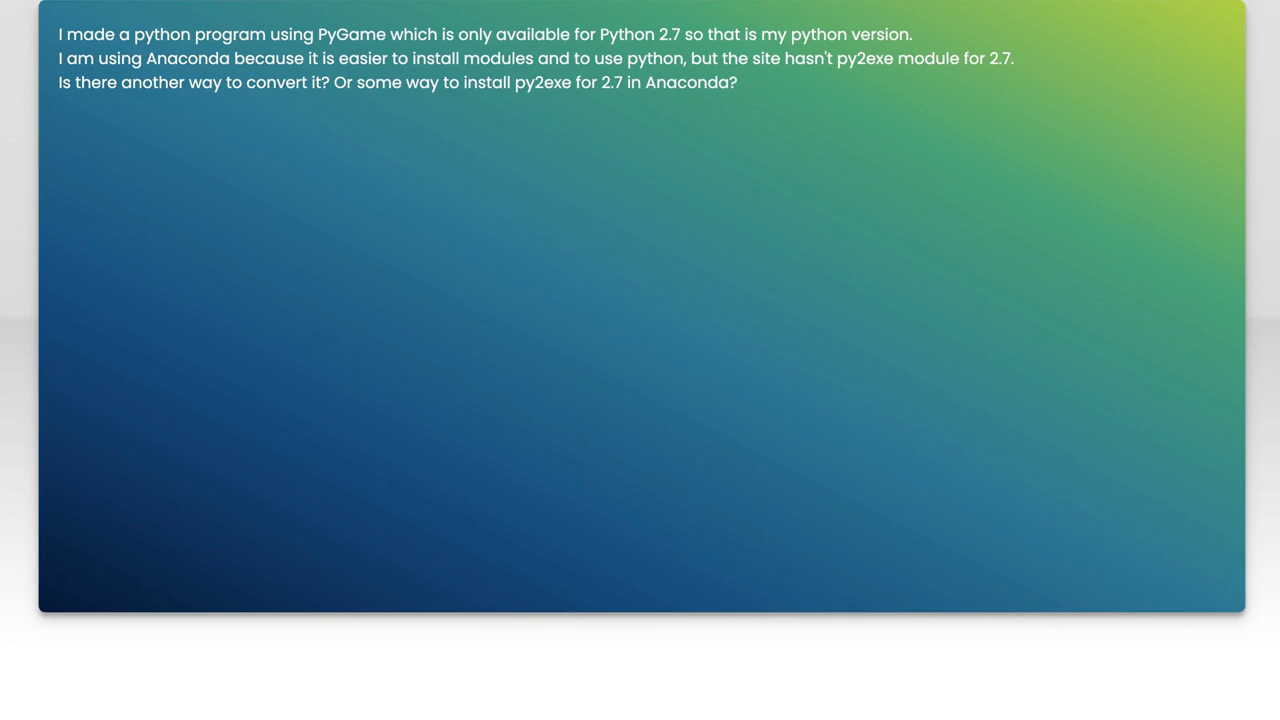 I made a python program using PyGame which is only available for Python 2.7 so that is my python version.
I am using Anaconda because it is easier to install modules and to use python, but the site hasn't py2exe module for 2.7.
Is there another way to convert it? Or some way to install py2exe for 2.7 in Anaconda?